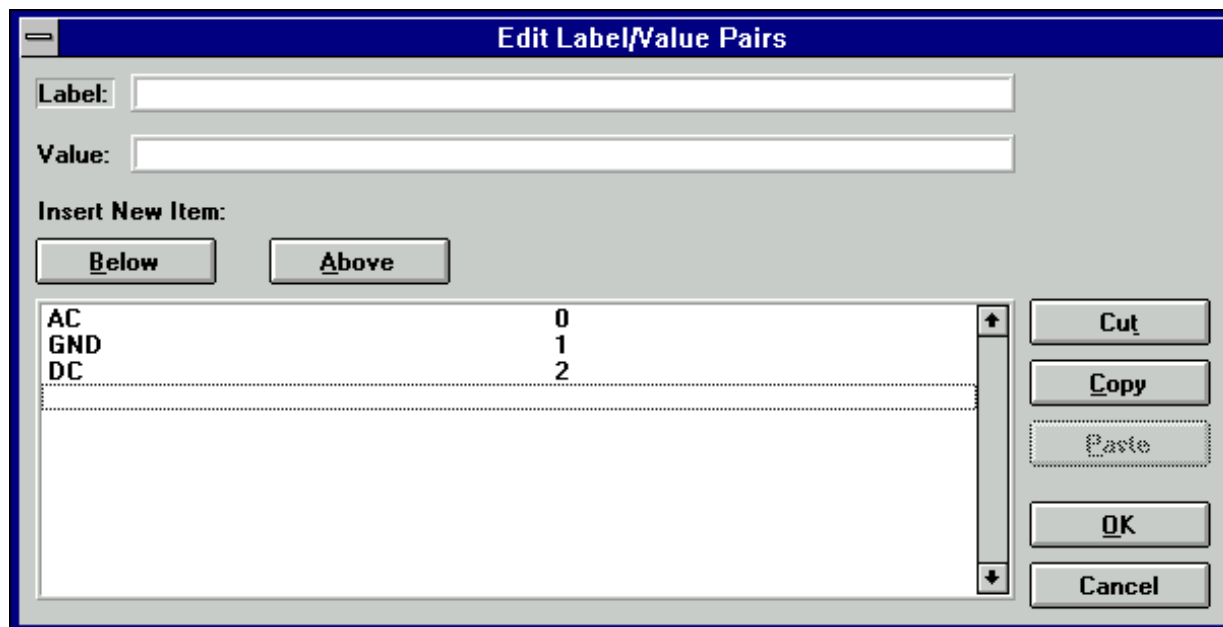 Edit Label/Value Pairs
Label:
Value:
Insert New Item:
Below Above
AC 0
GND 1
DC 2
Cut
Copy
Paste
OK
Cancel